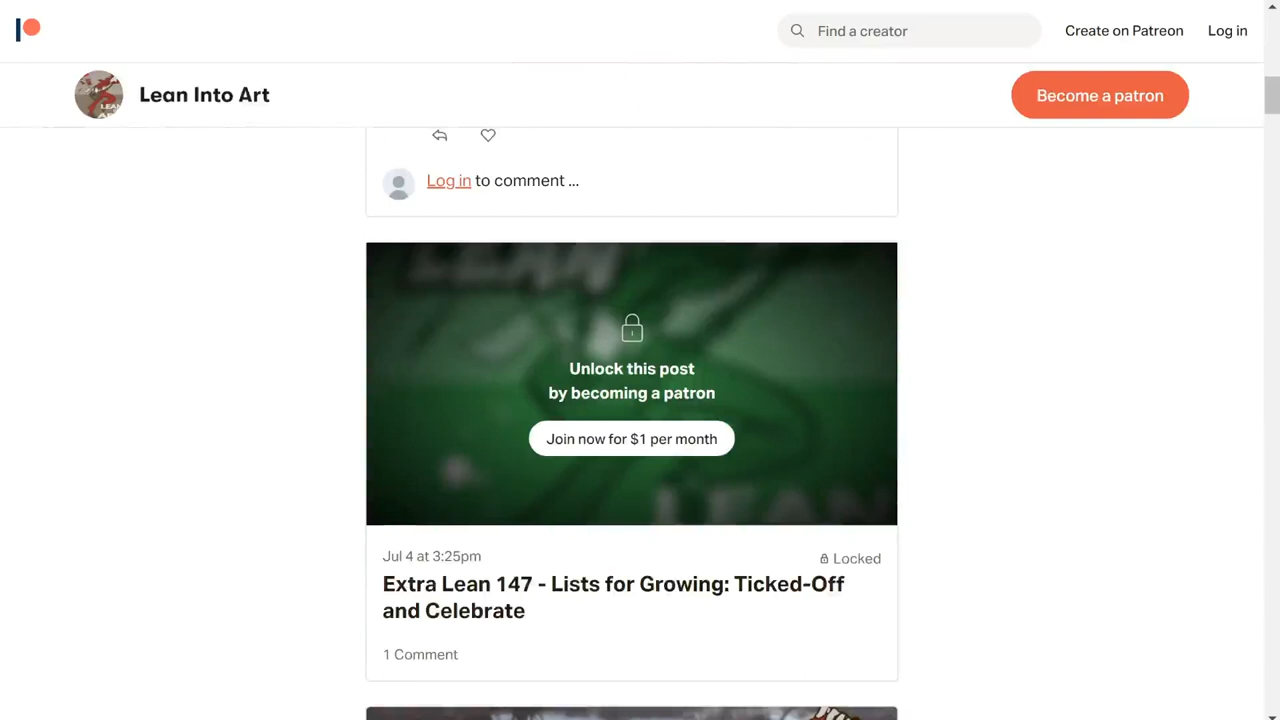 Find a creator
Create on Patreon
Log in
Lean Into Art
Become a patron
Log in to comment ...
LEAN
Unlock this post
by becoming a patron
Join now for $1 per month
LEAN
Jul 4 at 3:25pm
Locked
Extra Lean 147 - Lists for Growing: Ticked-Off
and Celebrate
1 Comment